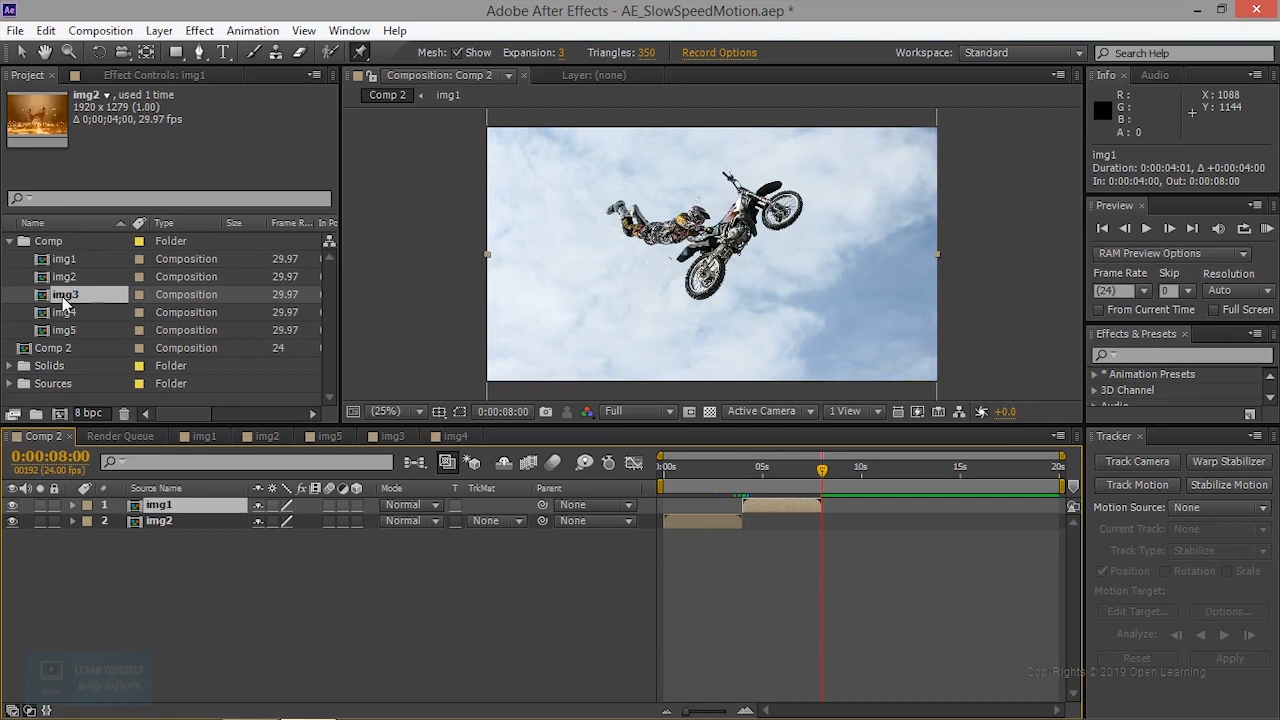 Adobe After Effects - AE_SlowSpeedMotion.aep *
File Edit Composition Layer Effect Animation View Window Help
Mesh: Show Expansion: 3 Triangles: 350 Record Options Workspace: Standard Search Help
Project Effect Controls: img1 Composition: Comp 2 Layer: (none) Info Audio
img2 , used 1 time
1920 x 1279 (1.00)
Δ 0;00;04;00, 29.97 fps
Comp 2 img1
R :
G :
B :
A : 0
X : 1088
Y : 1144
img1
Duration: 0:00:04:01, Δ +0:00:04:00
In: 0:00:04:00, Out: 0:00:08:00
Preview
RAM Preview Options
Frame Rate Skip Resolution
(24) 0 Auto
From Current Time Full Screen
Effects & Presets
* Animation Presets
3D Channel
Audio
Name Type Size Frame R... In Po
Comp Folder
img1 Composition 29.97
img2 Composition 29.97
img3 Composition 29.97
img4 Composition 29.97
img5 Composition 29.97
Comp 2 Composition 24
Solids Folder
Sources Folder
8 bpc
(25%) 0:00:08:00 Full Active Camera 1 View +0.0
Comp 2 Render Queue img1 img2 img5 img3 img4
0:00:08:00
00192 (24.00 fps)
0:00s 05s 10s 15s 20s
# Source Name Mode T TrkMat Parent
1 img1 Normal None
2 img2 Normal None None
Tracker
Track Camera Warp Stabilizer
Track Motion Stabilize Motion
Motion Source: None
Current Track: None
Track Type: Stabilize
Position Rotation Scale
Motion Target:
Edit Target... Options...
Analyze:
Reset Apply
LEARN YOURSELF
Copy Rights © 2019 Open Learning